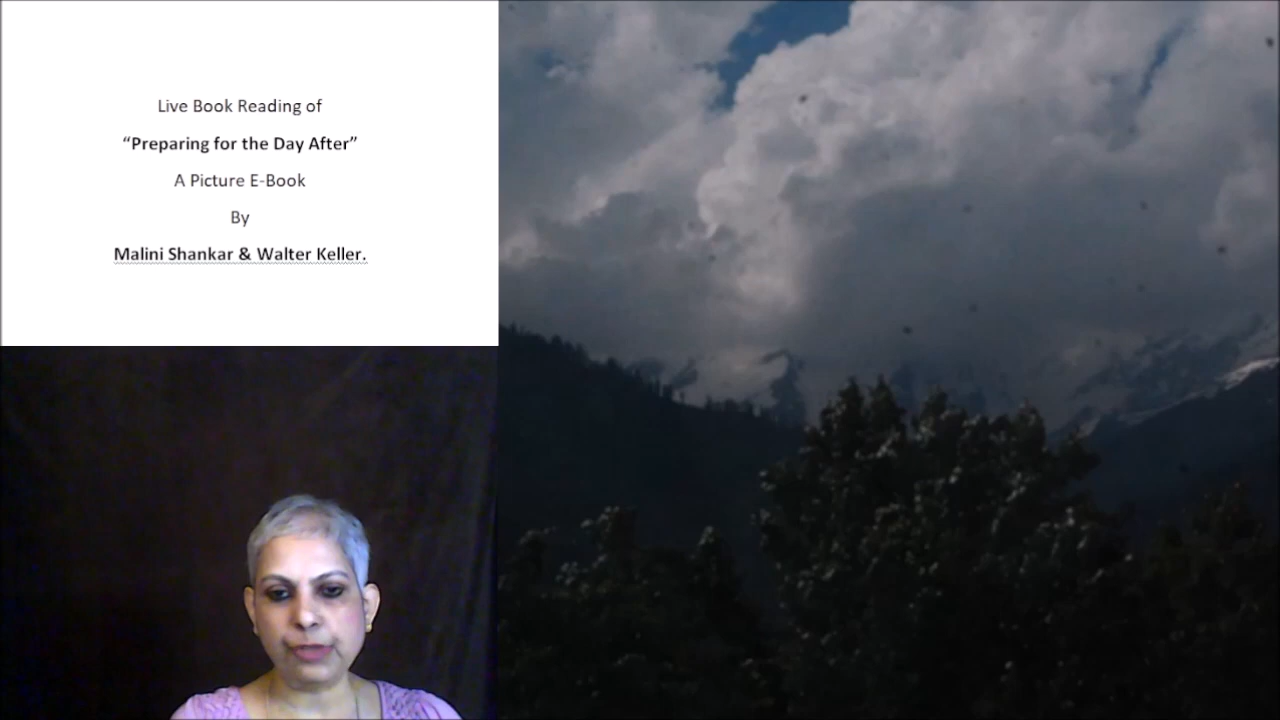 Live Book Reading of
“Preparing for the Day After”
A Picture E-Book
By
Malini Shankar & Walter Keller.